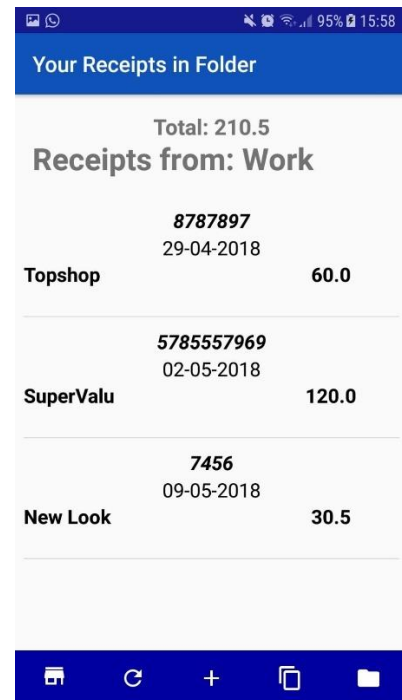 95% 15:58
Your Receipts in Folder
Total: 210.5
Receipts from: Work
8787897
29-04-2018
Topshop 60.0
5785557969
02-05-2018
SuperValu 120.0
7456
09-05-2018
New Look 30.5